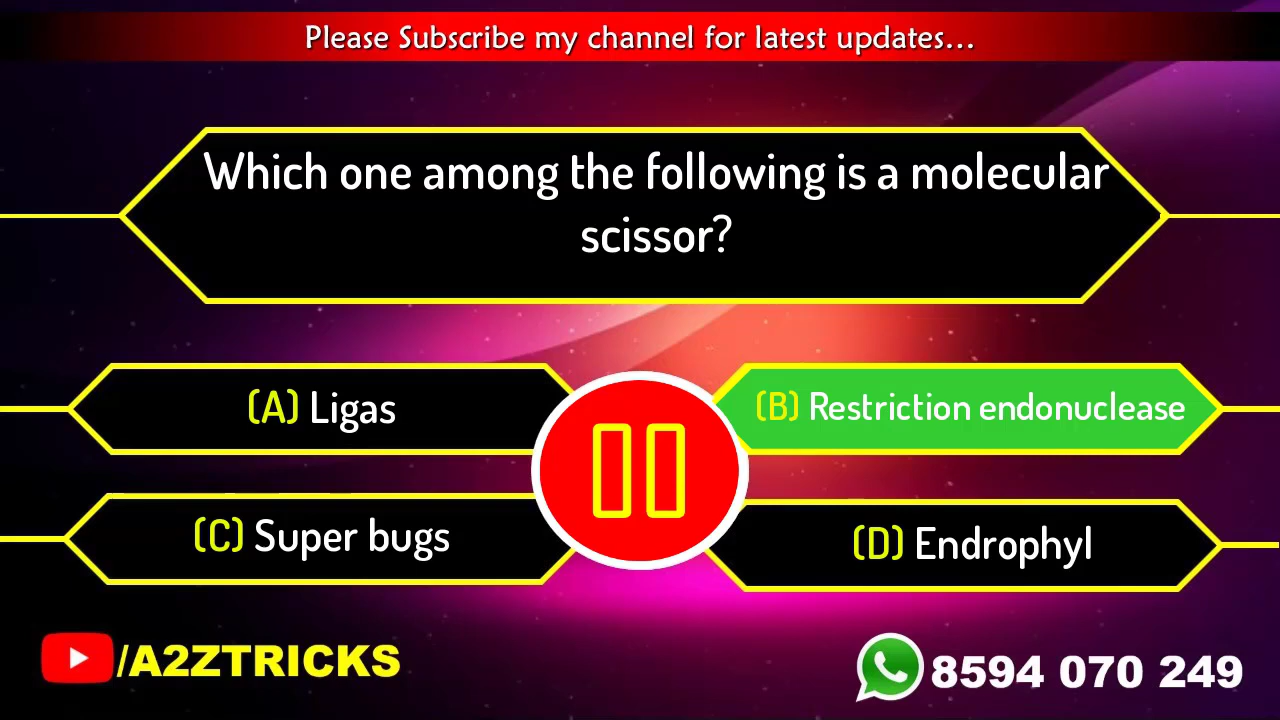 Please Subscribe my channel for latest updates...
Which one among the following is a molecular
scissor?
(A) Ligas
(B) Restriction endonuclease
(C) Super bugs
(D) Endrophyl
/A2ZTRICKS
8594 070 249